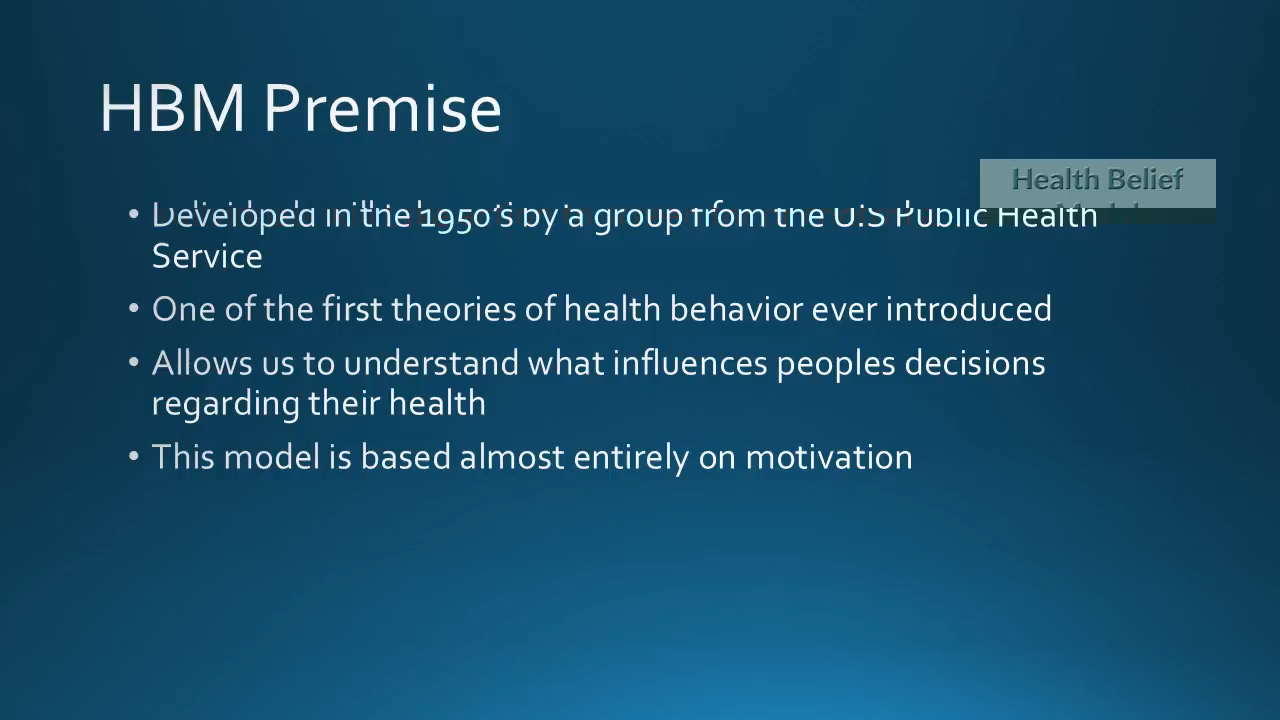 HBM Premise
Health Belief
• Developed in the 1950's by a group from the U.S Public Health
Service
• One of the first theories of health behavior ever introduced
• Allows us to understand what influences peoples decisions
regarding their health
• This model is based almost entirely on motivation